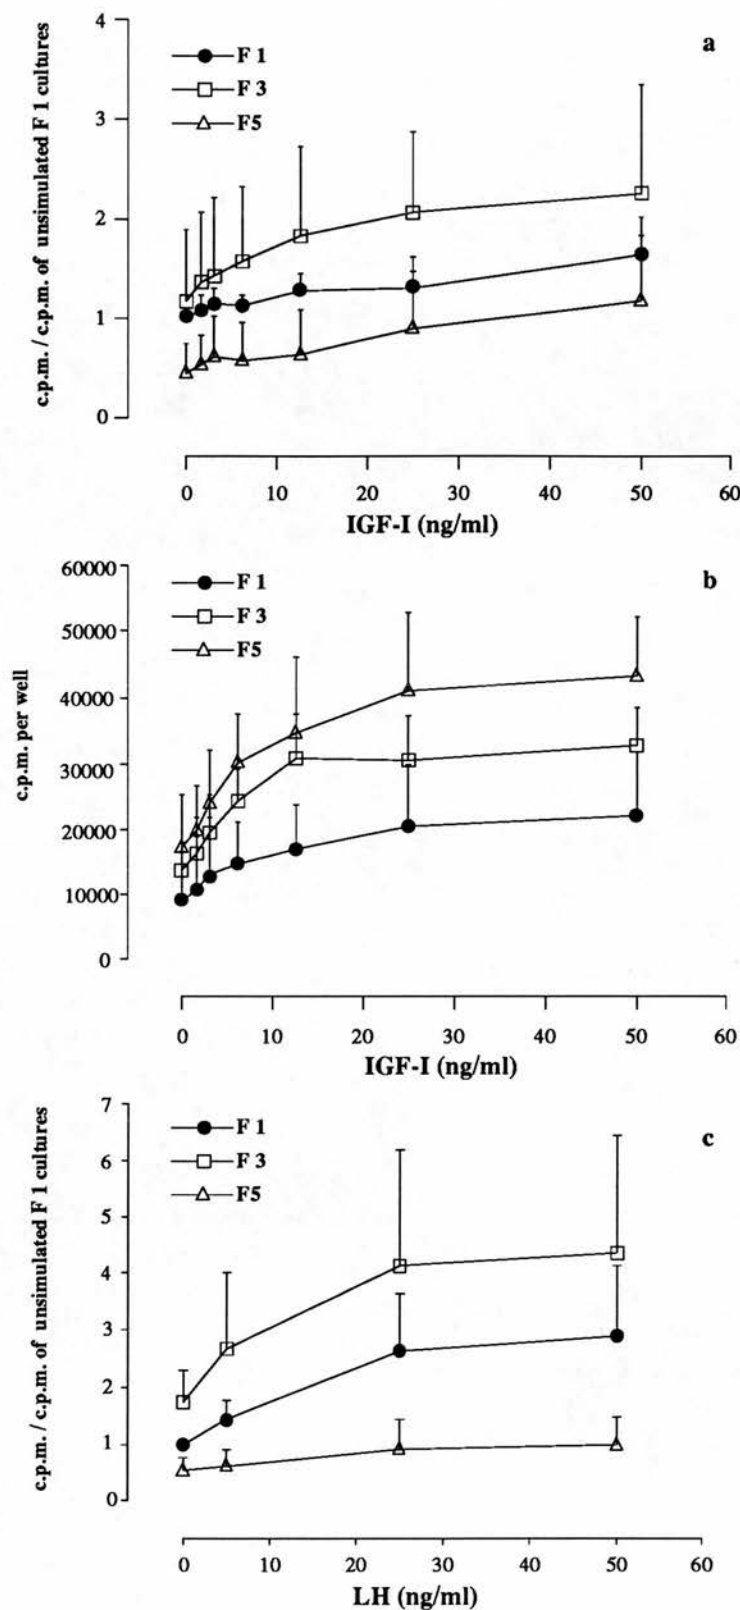 a
F 1
F 3
F5
c.p.m. / c.p.m. of unsimulated F 1 cultures
4
3
2
1
0
0 10 20 30 40 50 60
IGF-I (ng/ml)
b
F 1
F 3
F5
c.p.m. per well
60000
50000
40000
30000
20000
10000
0
0 10 20 30 40 50 60
IGF-I (ng/ml)
c
F 1
F 3
F5
c.p.m. / c.p.m. of unsimulated F 1 cultures
7
6
5
4
3
2
1
0
0 10 20 30 40 50 60
LH (ng/ml)